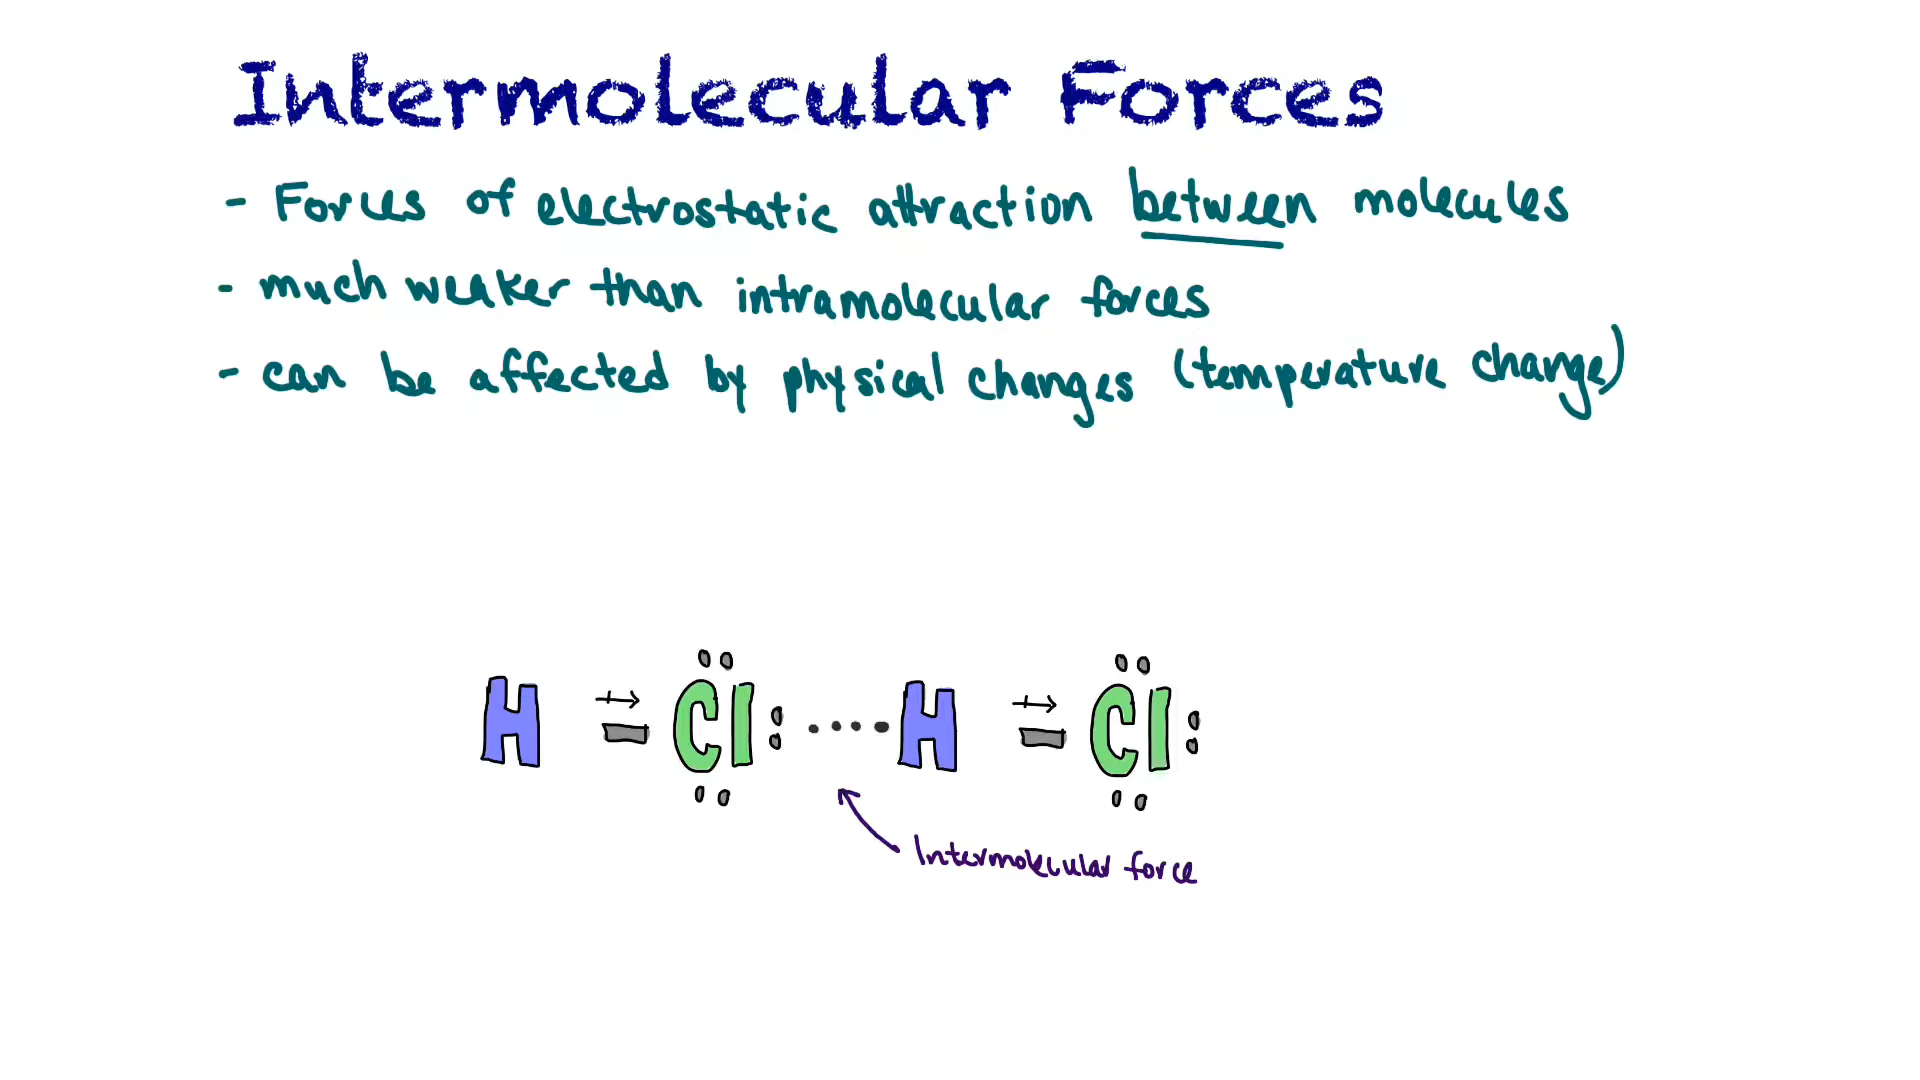 Intermolecular Forces
- Forces of electrostatic attraction between molecules
- much weaker than intramolecular forces
- can be affected by physical changes (temperature change)
H Cl H Cl
Intermolecular force